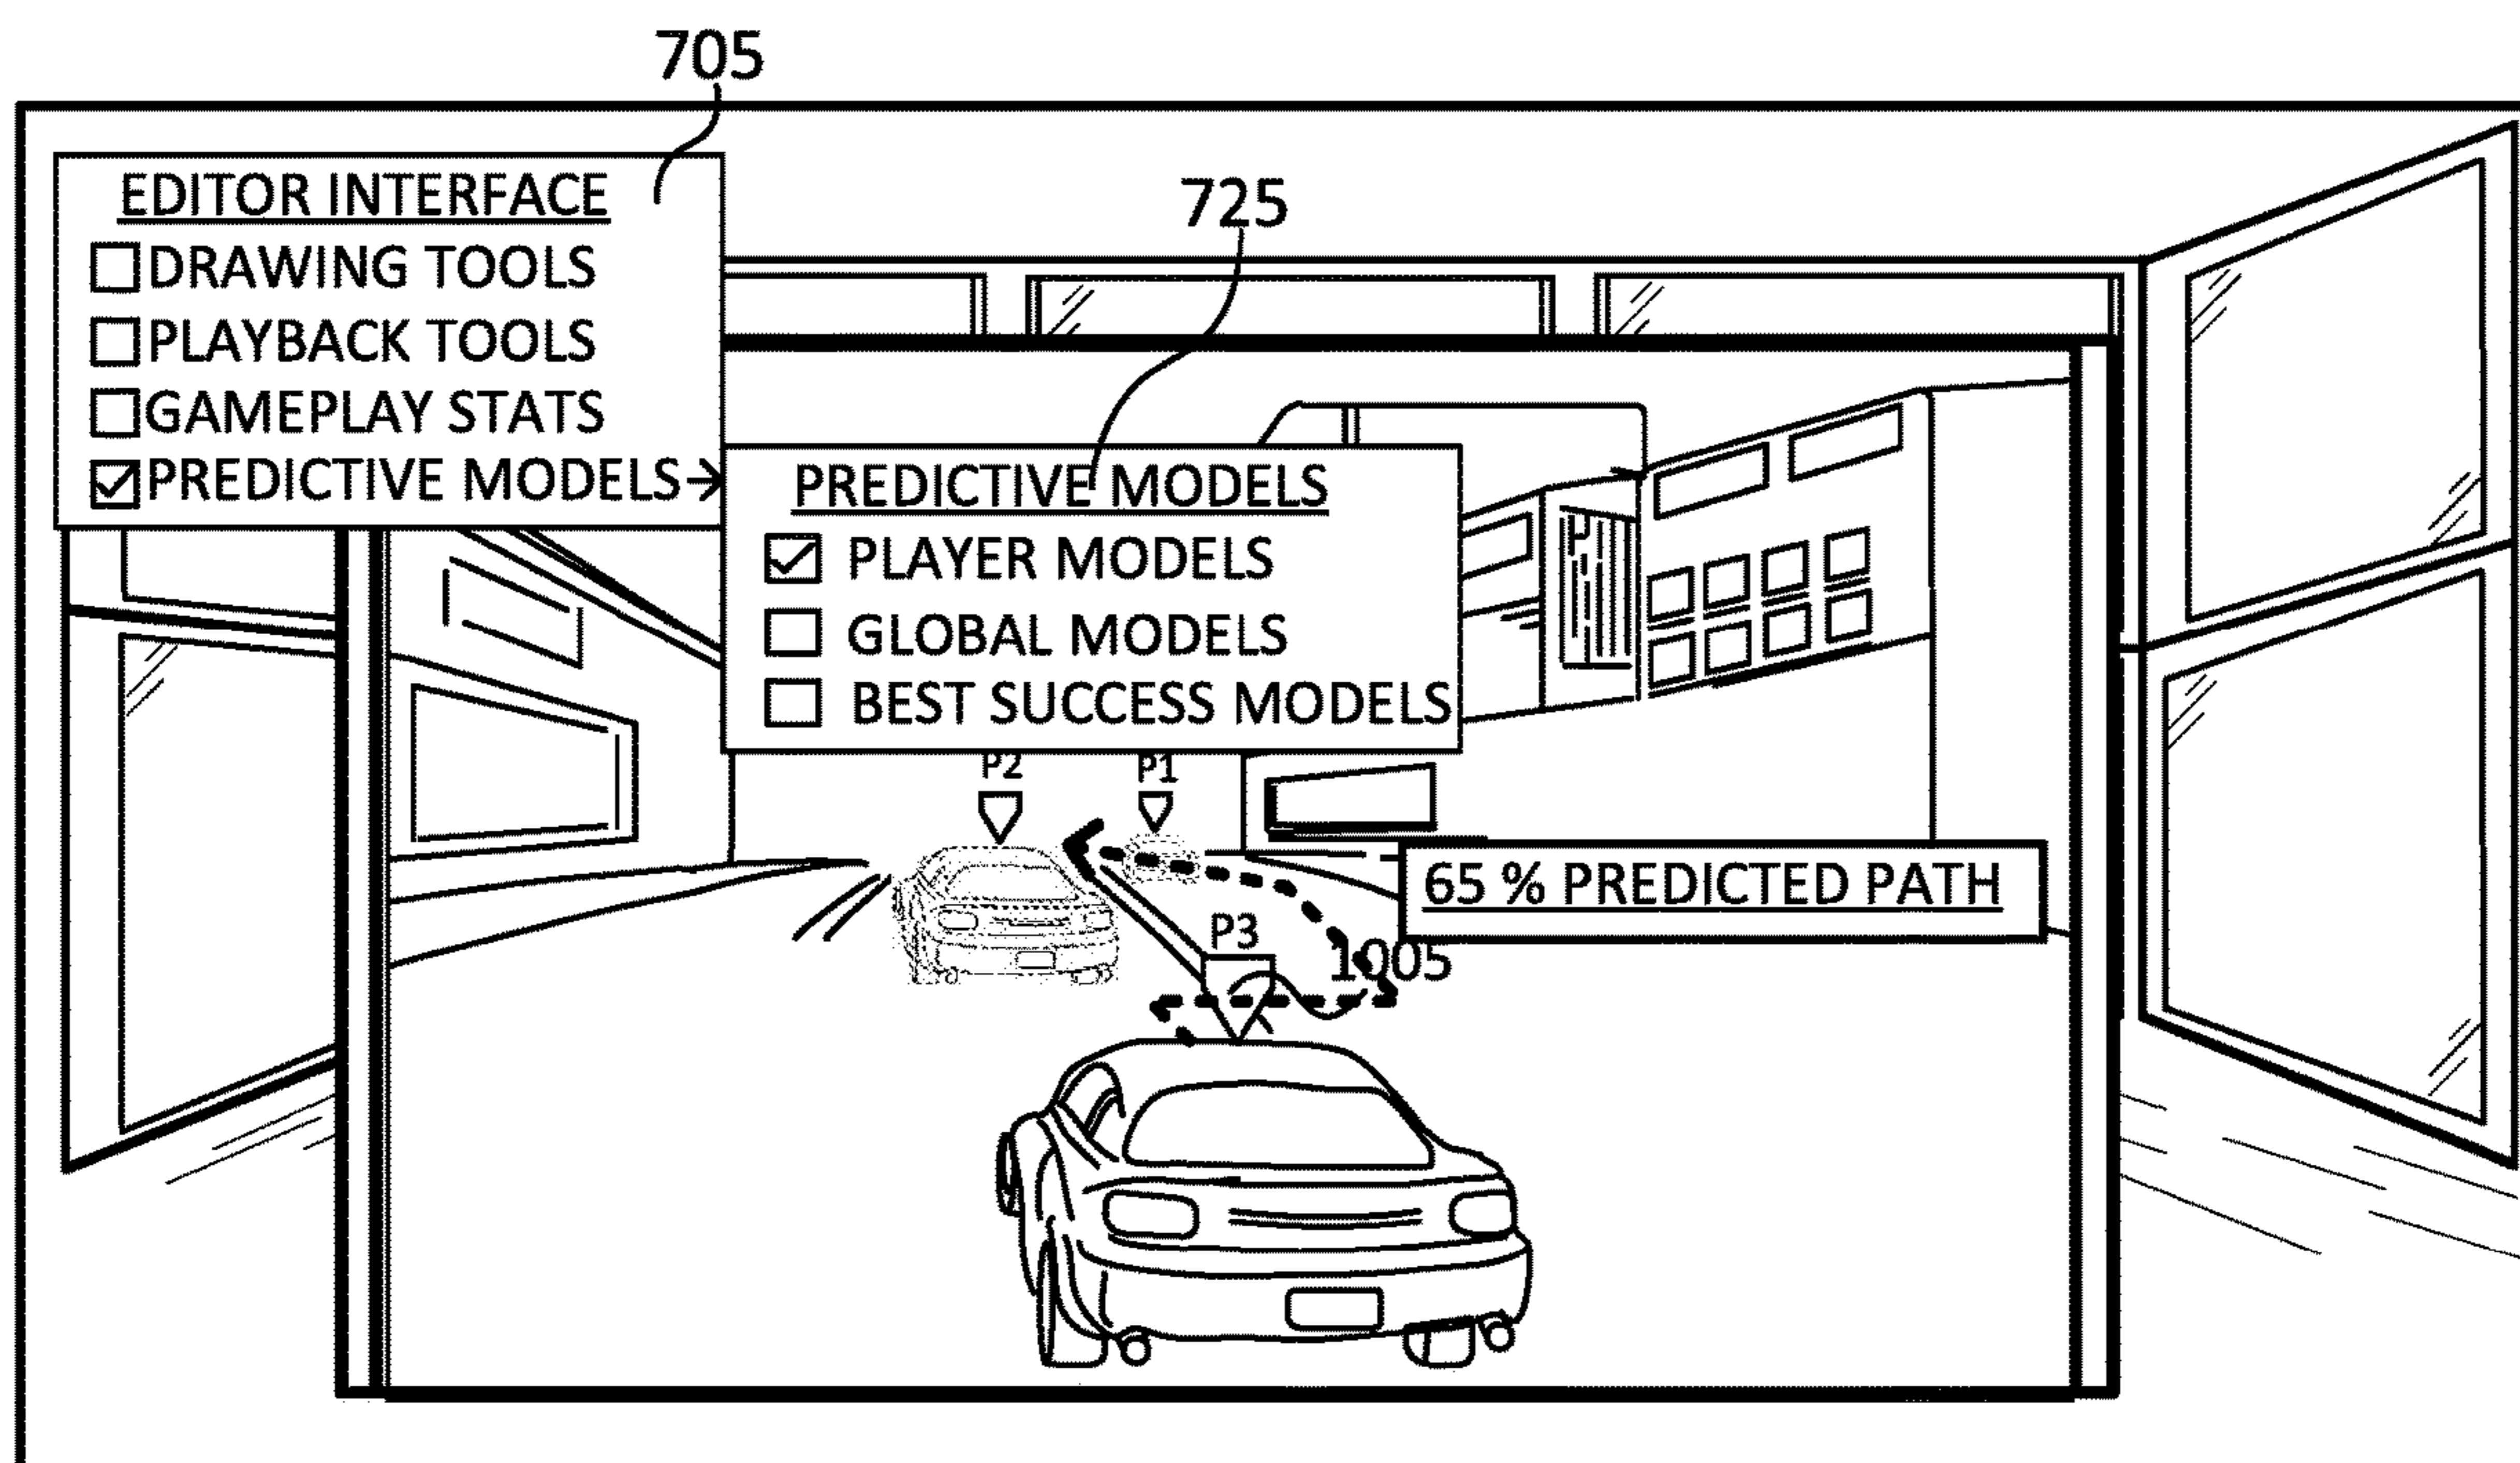 705
EDITOR INTERFACE
DRAWING TOOLS
PLAYBACK TOOLS
GAMEPLAY STATS
PREDICTIVE MODELS→
725
PREDICTIVE MODELS
PLAYER MODELS
GLOBAL MODELS
BEST SUCCESS MODELS
P2
P1
65 % PREDICTED PATH
P3
1005